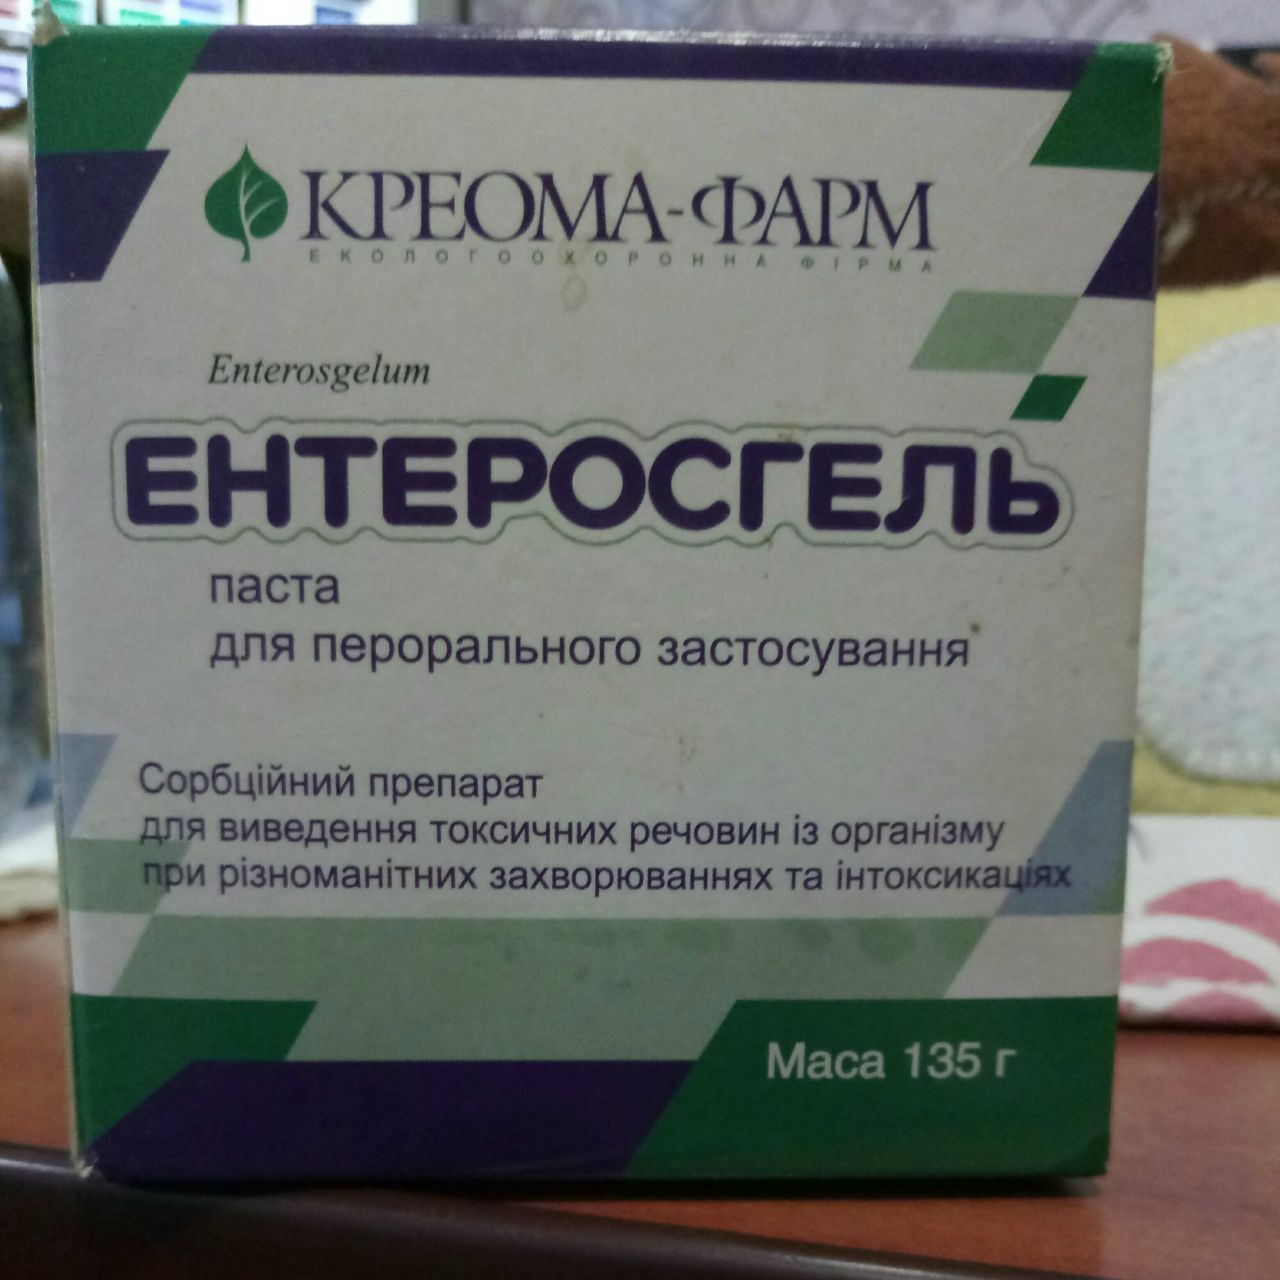 КРЕОМА-ФАРМ
ЕКОЛОГООХОРОННА ФІРМА
Enterosgelum
ЕНТЕРОСГЕЛЬ
паста
для перорального застосування
Сорбційний препарат
для виведення токсичних речовин із організму
при різноманітних захворюваннях та інтоксикаціях
Маса 135 г